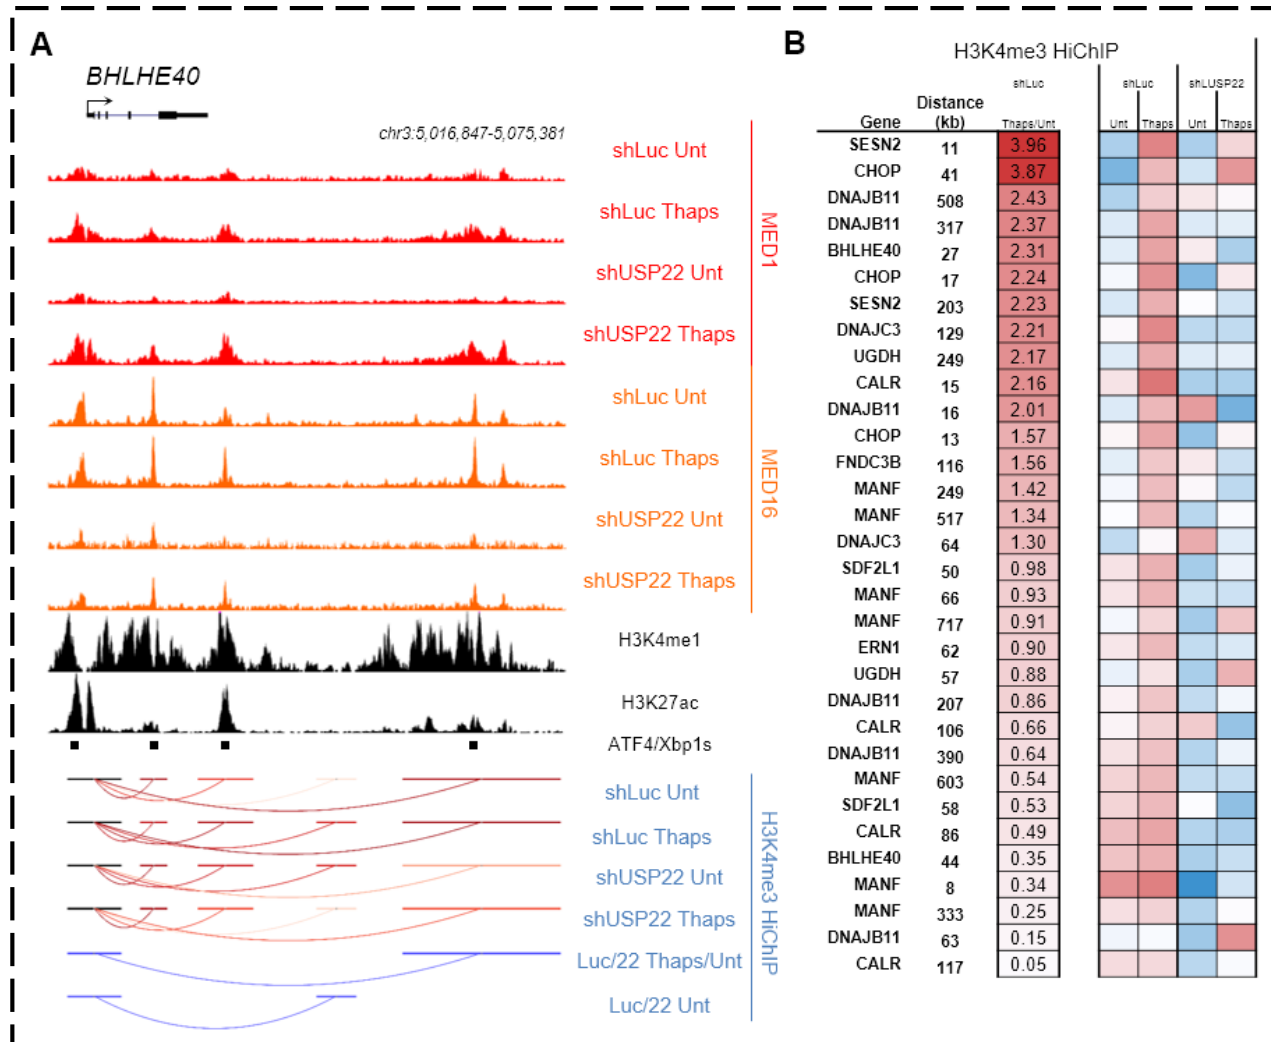 A
BHLHE40
chr3:5,016,847-5,075,381
shLuc Unt
shLuc Thaps
shUSP22 Unt
shUSP22 Thaps
MED1
shLuc Unt
shLuc Thaps
shUSP22 Unt
shUSP22 Thaps
MED16
H3K4me1
H3K27ac
ATF4/Xbp1s
shLuc Unt
shLuc Thaps
shUSP22 Unt
shUSP22 Thaps
Luc/22 Thaps/Unt
Luc/22 Unt
H3K4me3 HiChIP
B
H3K4me3 HiChIP
shLuc shLuc shLUSP22
Gene Distance (kb) Thaps/Unt Unt Thaps Unt Thaps
SESN2 11 3.96
CHOP 41 3.87
DNAJB11 508 2.43
DNAJB11 317 2.37
BHLHE40 27 2.31
CHOP 17 2.24
SESN2 203 2.23
DNAJC3 129 2.21
UGDH 249 2.17
CALR 15 2.16
DNAJB11 16 2.01
CHOP 13 1.57
FNDC3B 116 1.56
MANF 249 1.42
MANF 517 1.34
DNAJC3 64 1.30
SDF2L1 50 0.98
MANF 66 0.93
MANF 717 0.91
ERN1 62 0.90
UGDH 57 0.88
DNAJB11 207 0.86
CALR 106 0.66
DNAJB11 390 0.64
MANF 603 0.54
SDF2L1 58 0.53
CALR 86 0.49
BHLHE40 44 0.35
MANF 8 0.34
MANF 333 0.25
DNAJB11 63 0.15
CALR 117 0.05